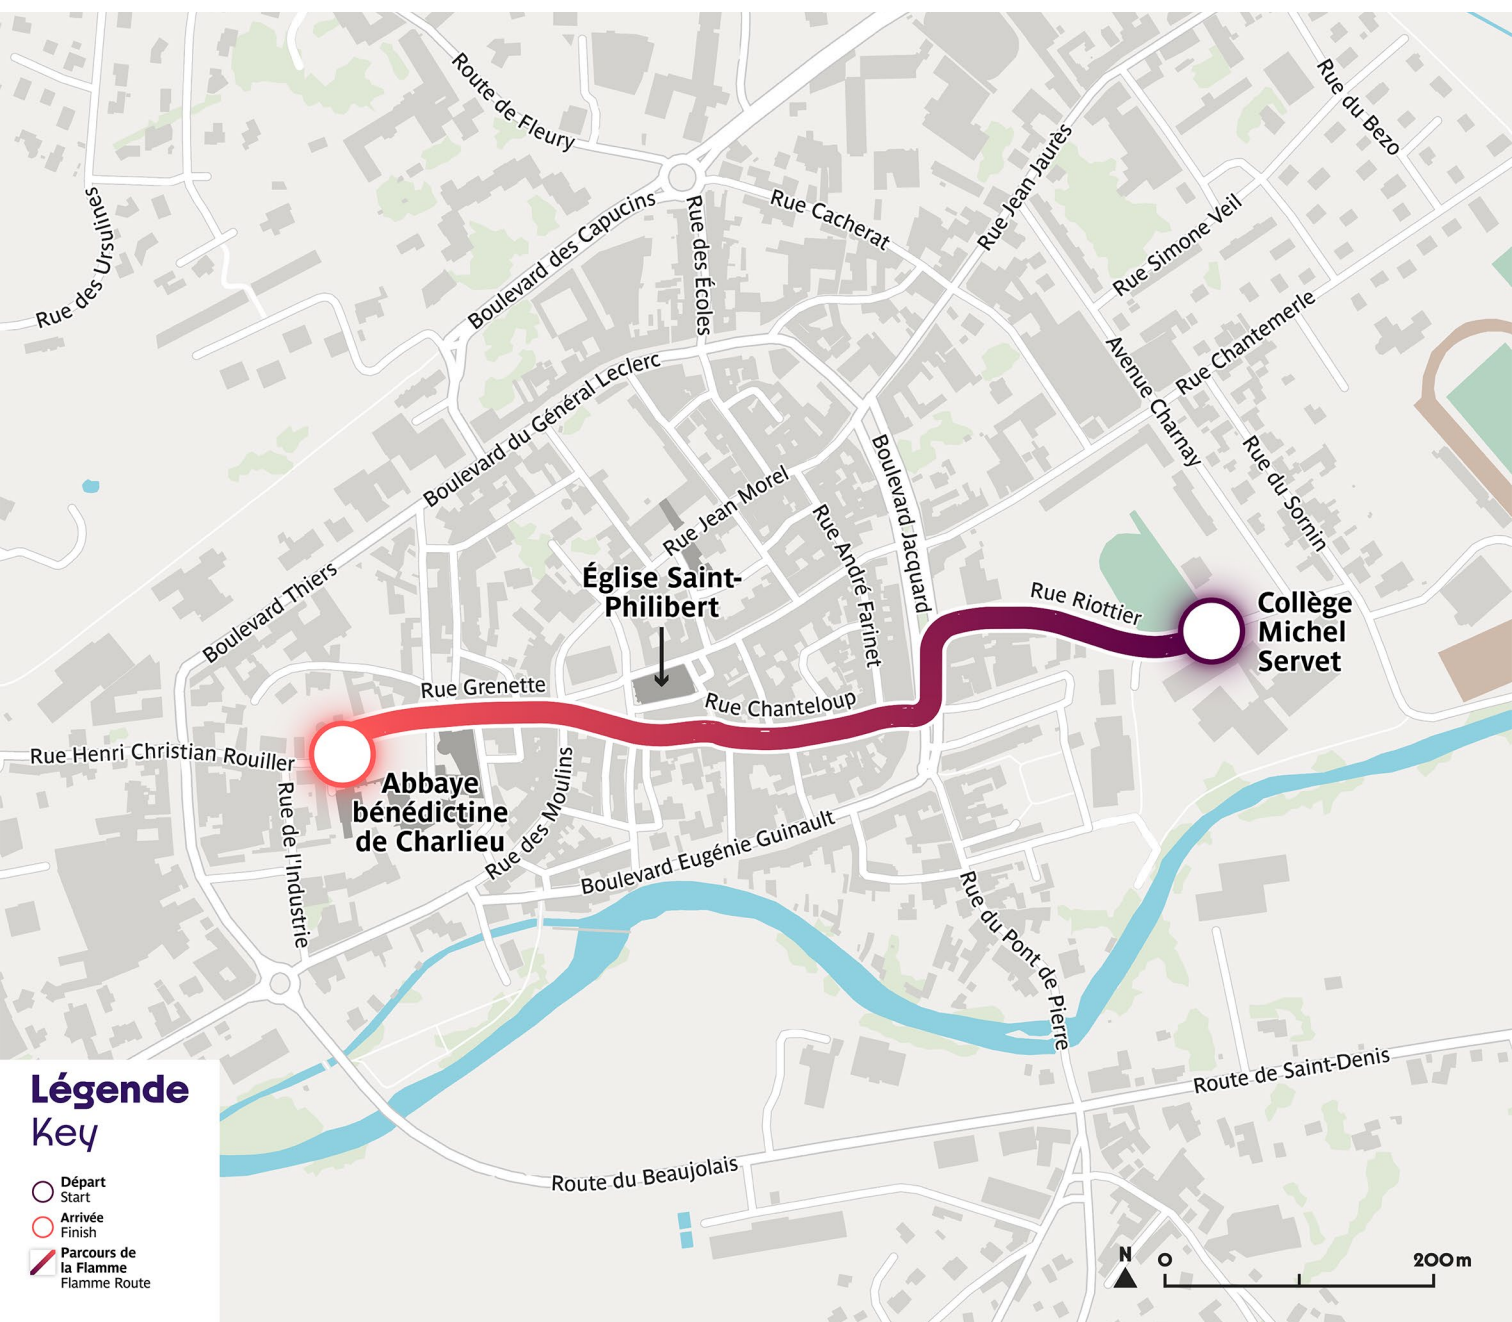 Route de Fleury
Rue du Bezo
Rue Jean Jaurès
Rue des Ursulines
Boulevard des Capucins
Rue des Écoles
Rue Cacherat
Rue Simone Veil
Rue Chantemerle
Avenue Charnay
Boulevard du Général Leclerc
Rue du Sornin
Rue Jean Morel
Boulevard Jacquard
Rue André Farinet
Boulevard Thiers
Église Saint-
Philibert
Rue Riottier
Collège
Michel
Servet
Rue Grenette
Rue Chanteloup
Rue Henri Christian Rouiller
Abbaye
bénédictine
de Charlieu
Rue de l'Industrie
Rue des Moulins
Boulevard Eugénie Guinault
Rue du Pont de Pierre
Route de Saint-Denis
Route du Beaujolais
Légende
Key
Départ
Start
Arrivée
Finish
Parcours de
la Flamme
Flamme Route
N
0
200m